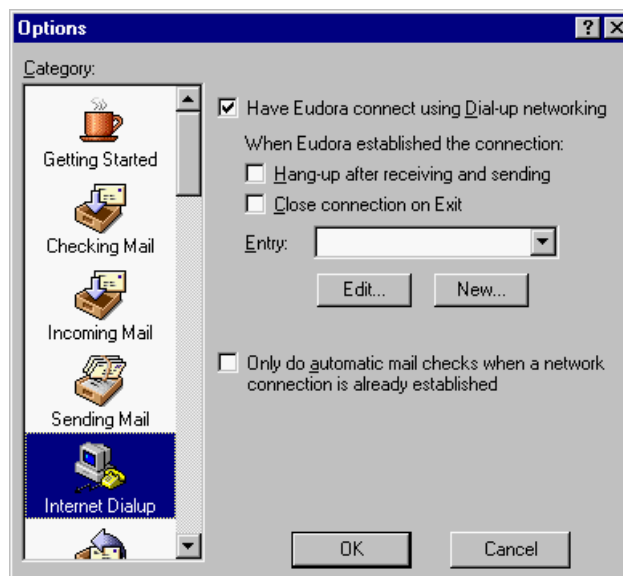 Options
Category:
Getting Started
Checking Mail
Incoming Mail
Sending Mail
Internet Dialup
Have Eudora connect using Dial-up networking
When Eudora established the connection:
Hang-up after receiving and sending
Close connection on Exit
Entry:
Edit... New...
Only do automatic mail checks when a network
connection is already established
OK Cancel